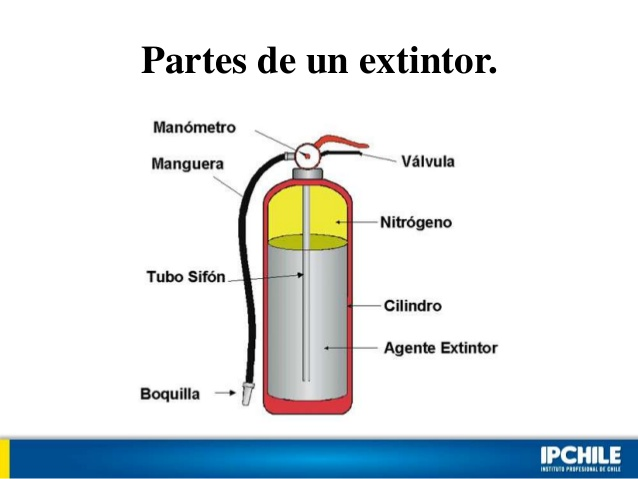 Partes de un extintor.
Manómetro
Manguera
Válvula
Nitrógeno
Tubo Sifón
Cilindro
Agente Extintor
Boquilla
IPCHILE
INSTITUTO PROFESIONAL DE CHILE